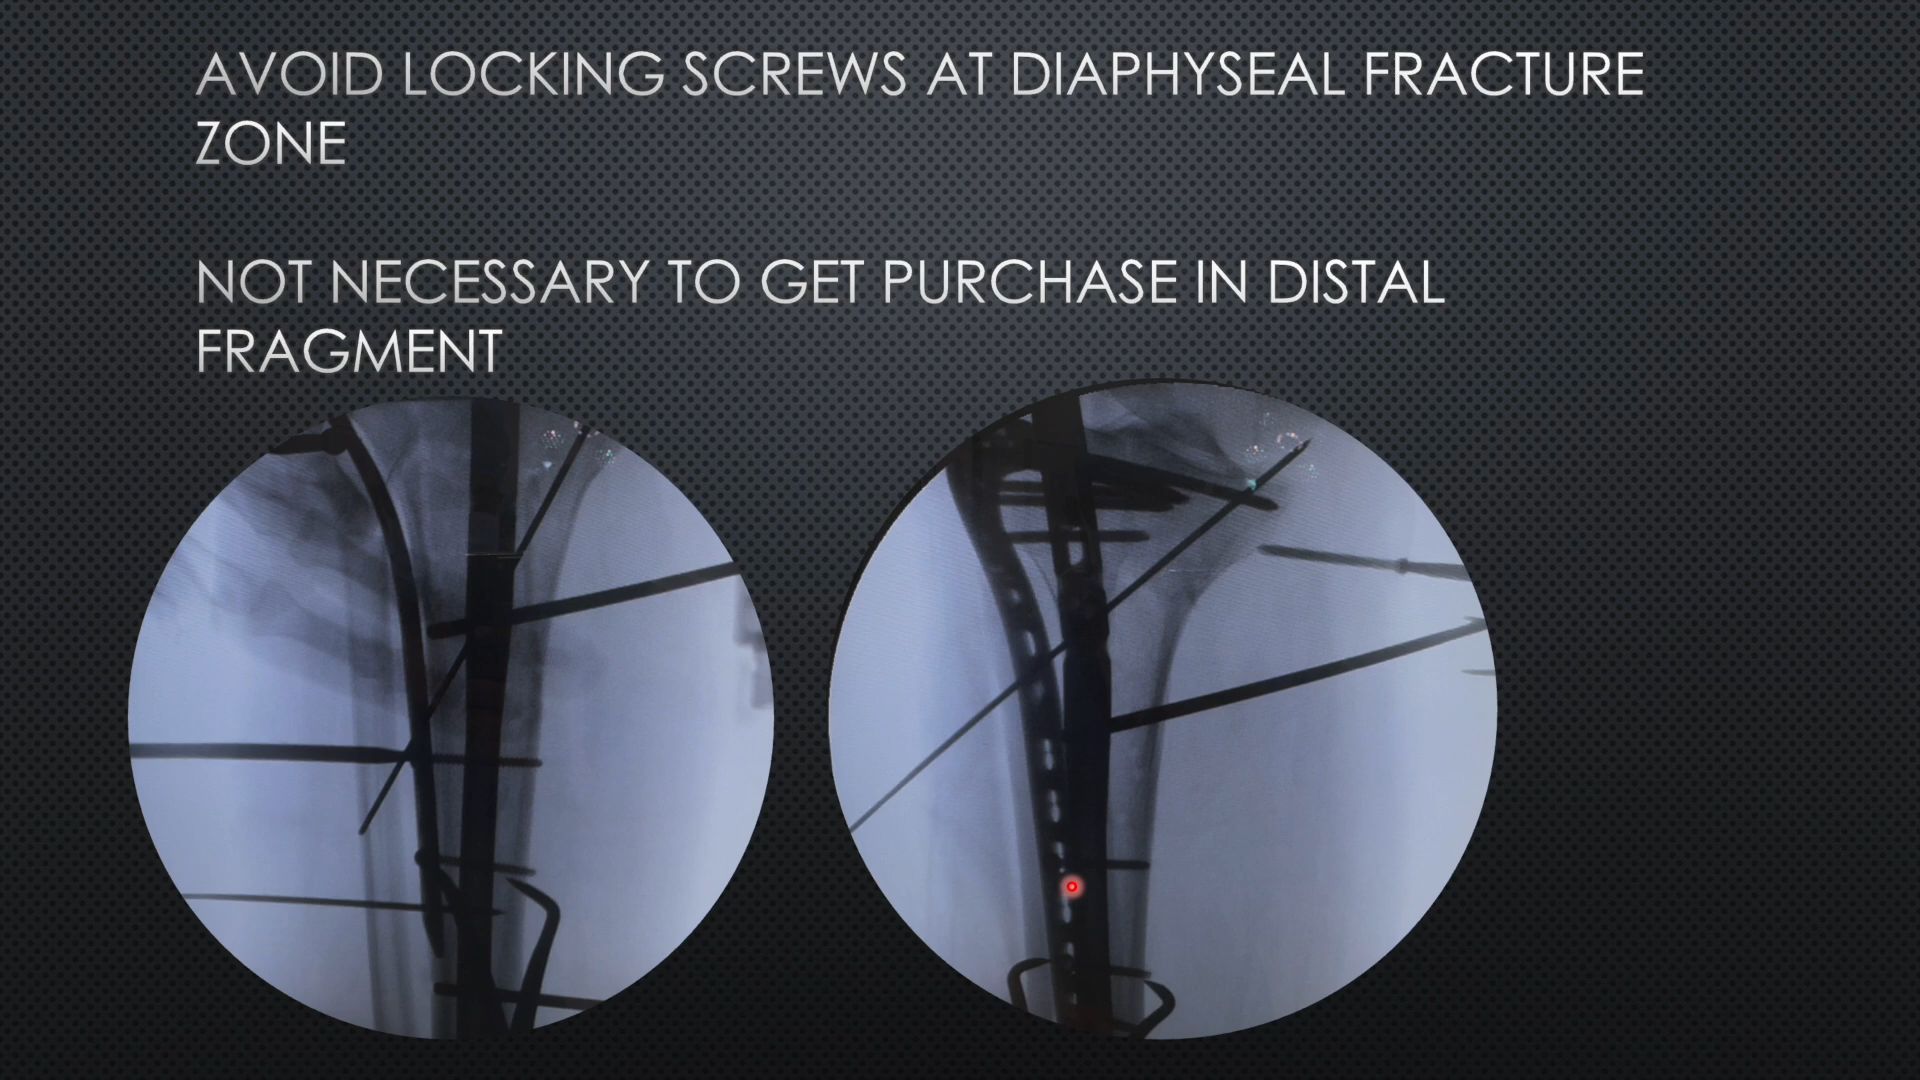 AVOID LOCKING SCREWS AT DIAPHYSEAL FRACTURE
ZONE
NOT NECESSARY TO GET PURCHASE IN DISTAL
FRAGMENT